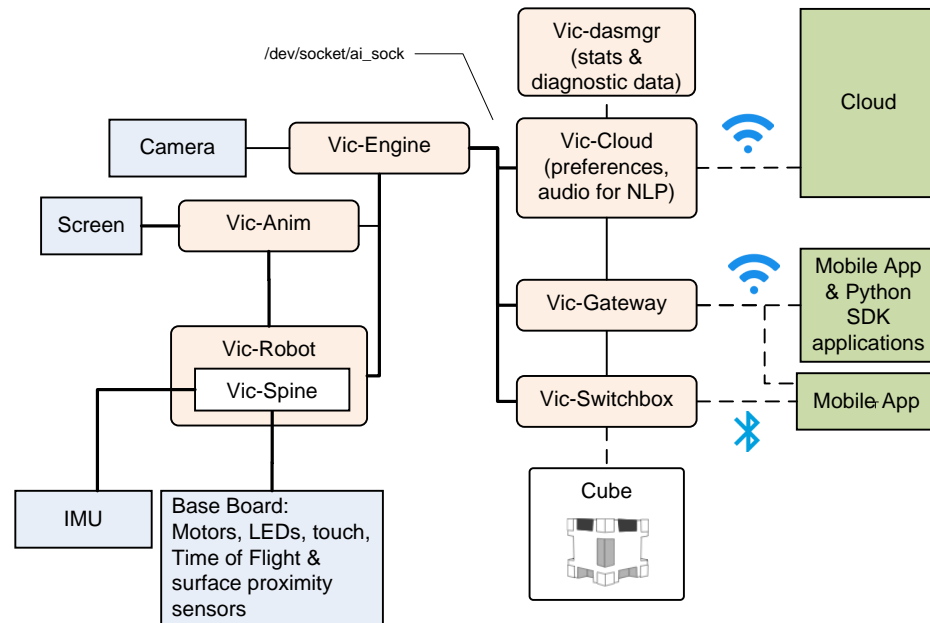 Vic-dasmgr
(stats &
diagnostic data)
/dev/socket/ai_sock
Cloud
Camera
Vic-Engine
Vic-Cloud
(preferences,
audio for NLP)
Screen
Vic-Anim
Vic-Gateway
Mobile App
& Python
SDK
applications
Vic-Robot
Vic-Spine
Vic-Switchbox
Mobile App
IMU
Base Board:
Motors, LEDs, touch,
Time of Flight &
surface proximity
sensors
Cube